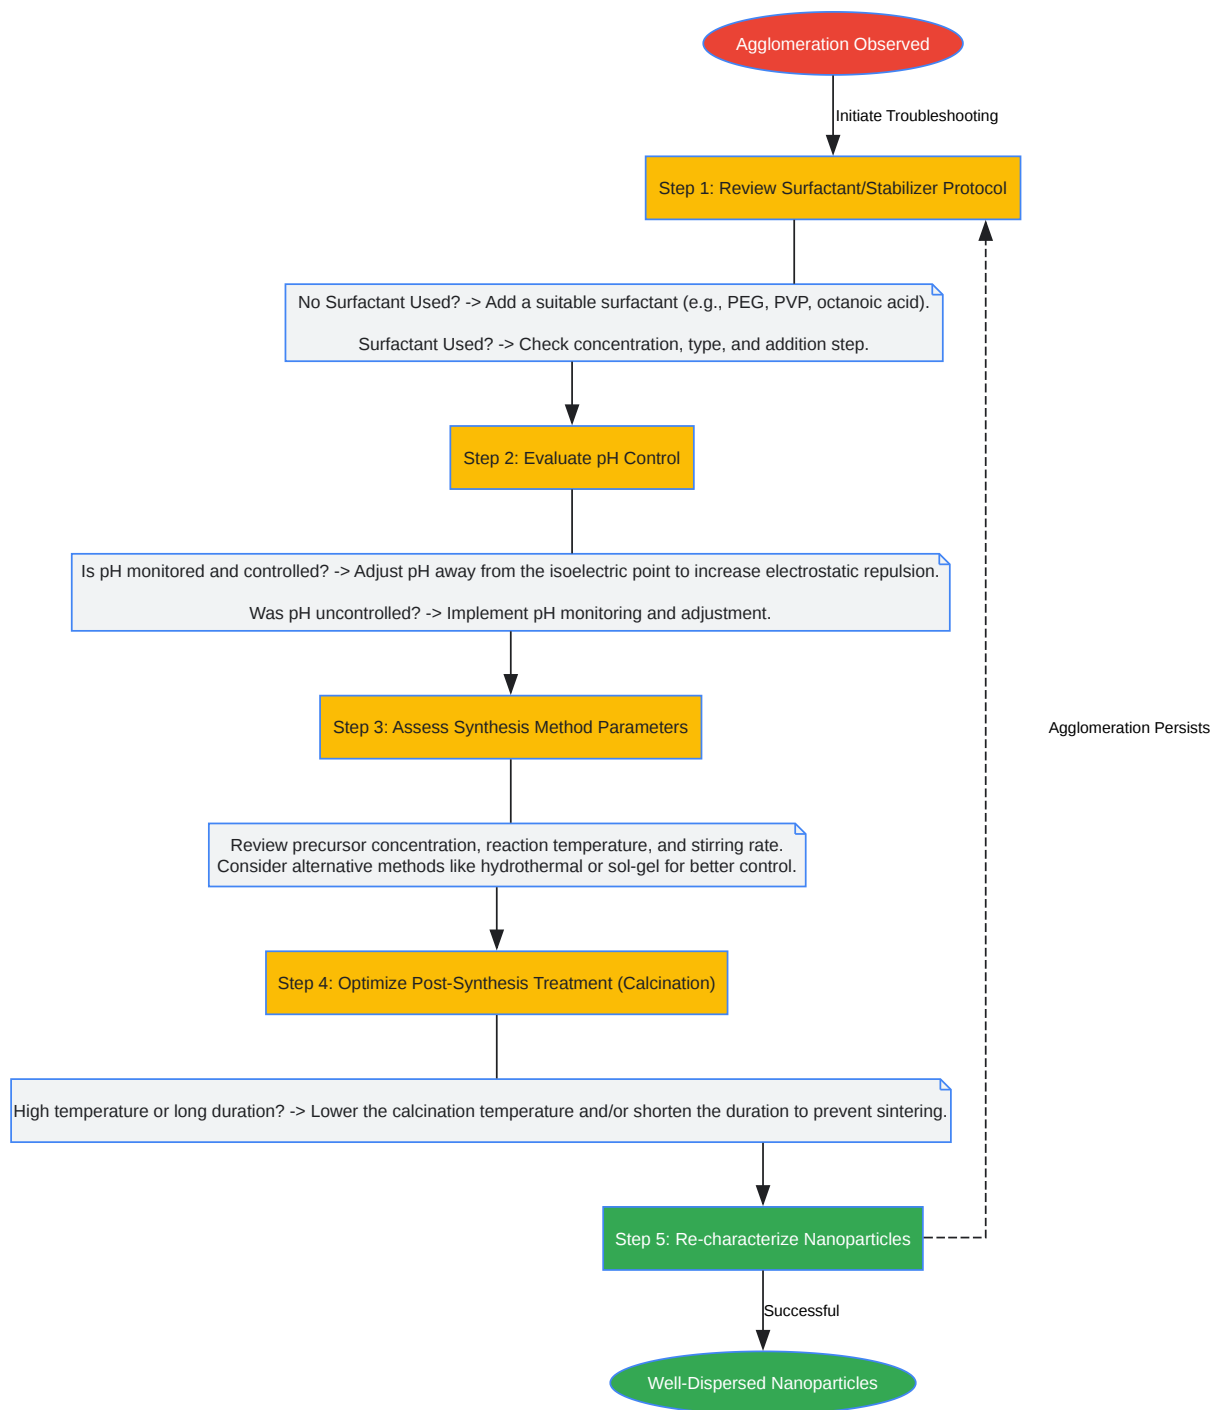 Agglomeration Observed
Initiate Troubleshooting
Step 1: Review Surfactant/Stabilizer Protocol
No Surfactant Used? -> Add a suitable surfactant (e.g., PEG, PVP, octanoic acid).
Surfactant Used? -> Check concentration, type, and addition step.
Step 2: Evaluate pH Control
Is pH monitored and controlled? -> Adjust pH away from the isoelectric point to increase electrostatic repulsion.
Was pH uncontrolled? -> Implement pH monitoring and adjustment.
Step 3: Assess Synthesis Method Parameters
Agglomeration Persists
Review precursor concentration, reaction temperature, and stirring rate.
Consider alternative methods like hydrothermal or sol-gel for better control.
Step 4: Optimize Post-Synthesis Treatment (Calcination)
High temperature or long duration? -> Lower the calcination temperature and/or shorten the duration to prevent sintering.
Step 5: Re-characterize Nanoparticles
Successful
Well-Dispersed Nanoparticles